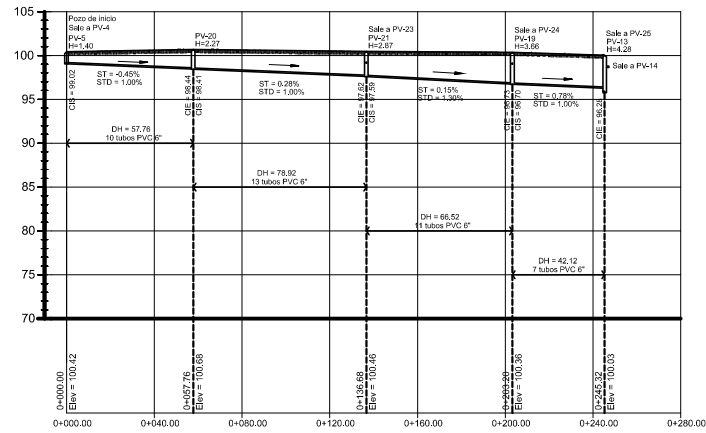 105
100
95
90
85
80
75
70
Pozo de inicio
Sale a PV-4
PV-5
H=1.40
PV-20
H=2.27
Sale a PV-23
PV-21
H=2.87
Sale a PV-24
PV-19
H=3.66
Sale a PV-25
PV-13
H=4.28
Sale a PV-14
ST = -0.45%
STD = 1.00%
ST = 0.28%
STD = 1.00%
ST = 0.15%
STD = 1.30%
ST = 0.78%
STD = 1.00%
CIS = 99.02
CIE = 98.44
CIS = 98.41
CIE = 97.62
CIS = 97.59
CIE = 96.73
CIS = 96.70
CIE = 96.28
DH = 57.76
10 tubos PVC 6"
DH = 78.92
13 tubos PVC 6"
DH = 66.52
11 tubos PVC 6"
DH = 42.12
7 tubos PVC 6"
0+000.00
Elev = 100.42
0+057.76
Elev = 100.68
0+136.68
Elev = 100.46
0+203.20
Elev = 100.36
0+245.32
Elev = 100.03
0+000.00
0+040.00
0+080.00
0+120.00
0+160.00
0+200.00
0+240.00
0+280.00